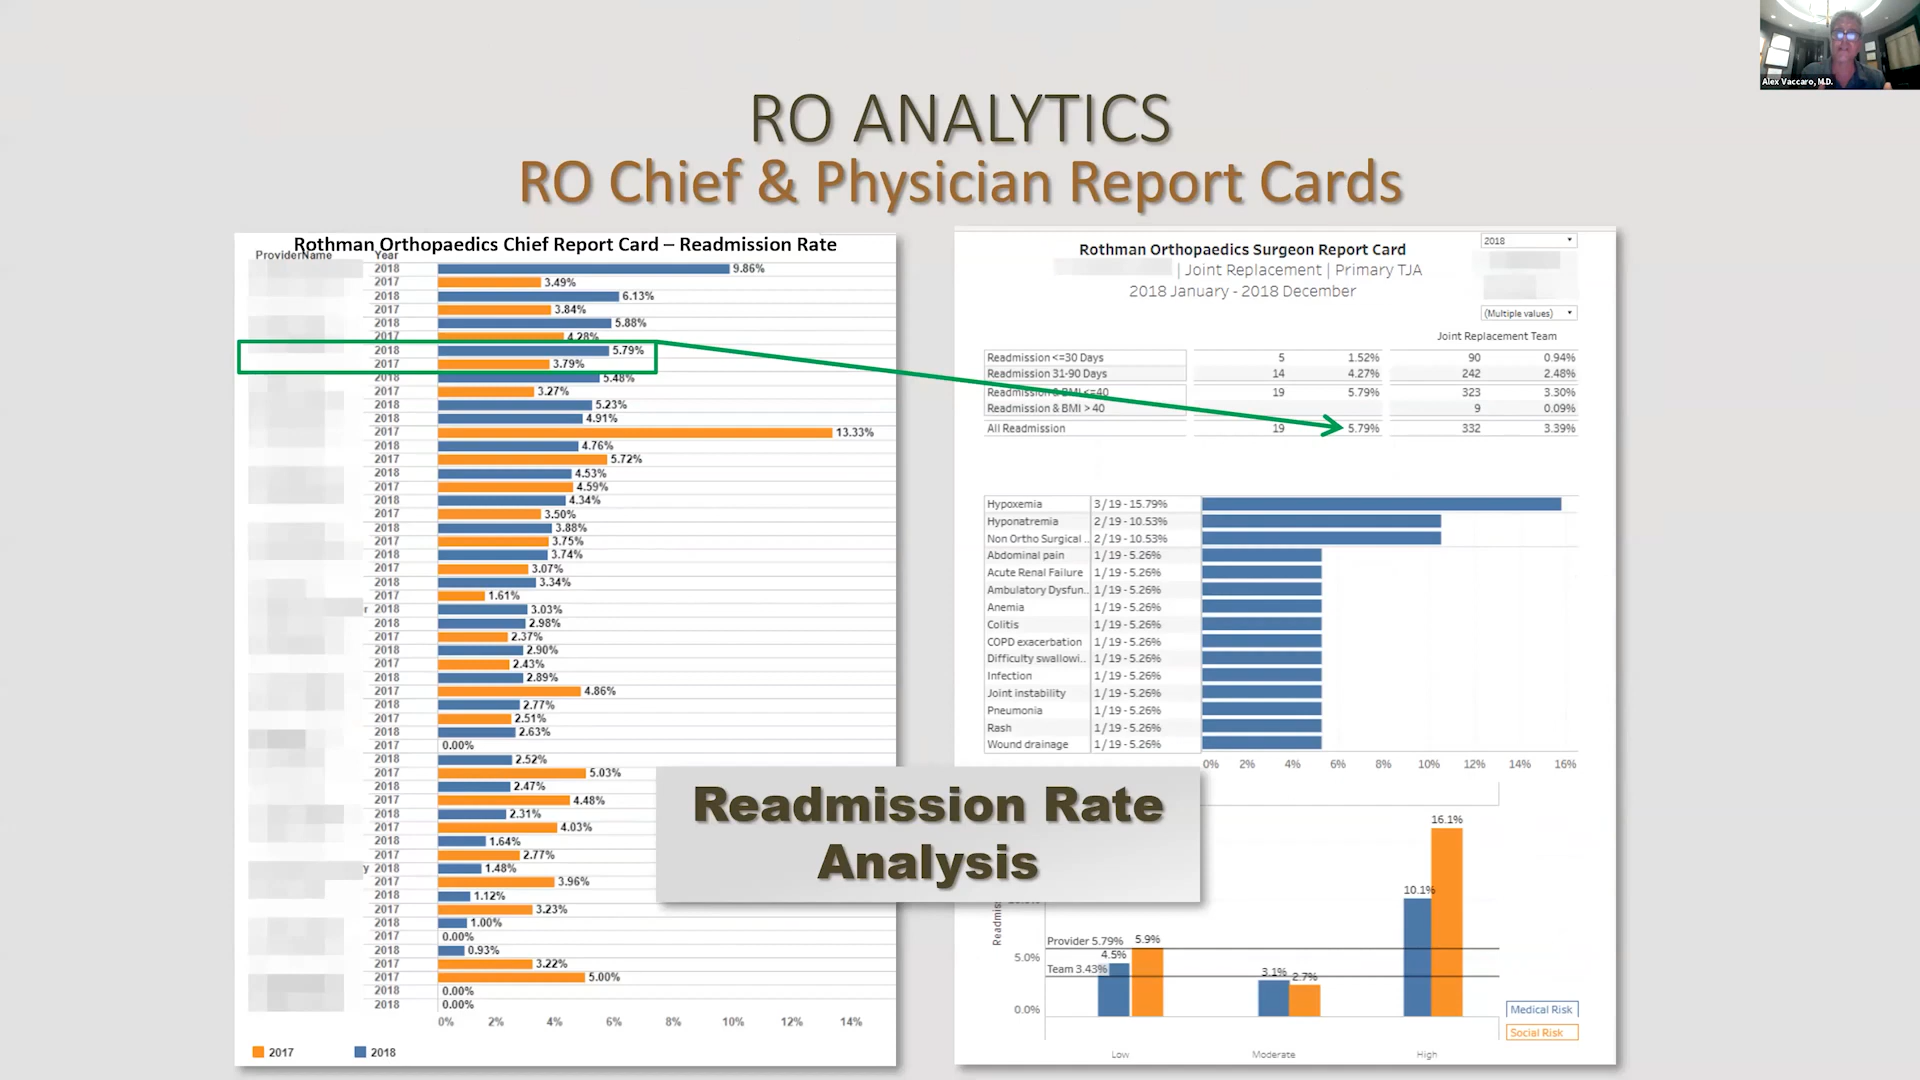 Alex Vaccaro, M.D.
RO ANALYTICS
RO Chief & Physician Report Cards
Rothman Orthopaedics Chief Report Card – Readmission Rate
ProviderName Year
2018 9.86%
2017 3.49%
2018 6.13%
2017 3.84%
2018 5.88%
2017 4.28%
2018 5.79%
2017 3.79%
2018 5.48%
2017 3.27%
2018 5.23%
2018 4.91%
2017 13.33%
2018 4.76%
2017 5.72%
2018 4.53%
2017 4.59%
2018 4.34%
2017 3.50%
2018 3.88%
2017 3.75%
2018 3.74%
2017 3.07%
2018 3.34%
2017 1.61%
r 2018 3.03%
2018 2.98%
2017 2.37%
2018 2.90%
2017 2.43%
2018 2.89%
2017 4.86%
2018 2.77%
2017 2.51%
2018 2.63%
2017 0.00%
2018 2.52%
2017 5.03%
2018 2.47%
2017 4.48%
2018 2.31%
2017 4.03%
2018 1.64%
2017 2.77%
y 2018 1.48%
2017 3.96%
2018 1.12%
2017 3.23%
2018 1.00%
2017 0.00%
2018 0.93%
2017 3.22%
2017 5.00%
2018 0.00%
2018 0.00%
0% 2% 4% 6% 8% 10% 12% 14%
2017 2018
2018
Rothman Orthopaedics Surgeon Report Card
| Joint Replacement | Primary TJA
2018 January - 2018 December
(Multiple values)
Joint Replacement Team
Readmission <=30 Days 5 1.52% 90 0.94%
Readmission 31-90 Days 14 4.27% 242 2.48%
Readmission & BMI <=40 19 5.79% 323 3.30%
Readmission & BMI > 40 9 0.09%
All Readmission 19 5.79% 332 3.39%
Hypoxemia 3 / 19 - 15.79%
Hyponatremia 2 / 19 - 10.53%
Non Ortho Surgical .. 2 / 19 - 10.53%
Abdominal pain 1 / 19 - 5.26%
Acute Renal Failure 1 / 19 - 5.26%
Ambulatory Dysfun.. 1 / 19 - 5.26%
Anemia 1 / 19 - 5.26%
Colitis 1 / 19 - 5.26%
COPD exacerbation 1 / 19 - 5.26%
Difficulty swallowi.. 1 / 19 - 5.26%
Infection 1 / 19 - 5.26%
Joint instability 1 / 19 - 5.26%
Pneumonia 1 / 19 - 5.26%
Rash 1 / 19 - 5.26%
Wound drainage 1 / 19 - 5.26%
0% 2% 4% 6% 8% 10% 12% 14% 16%
Readmission Rate
Analysis
16.1%
10.1%
Readmis
Provider 5.79% 5.9%
4.5%
5.0%
Team 3.43% 3.1% 2.7%
0.0%
Medical Risk
Social Risk
Low Moderate High